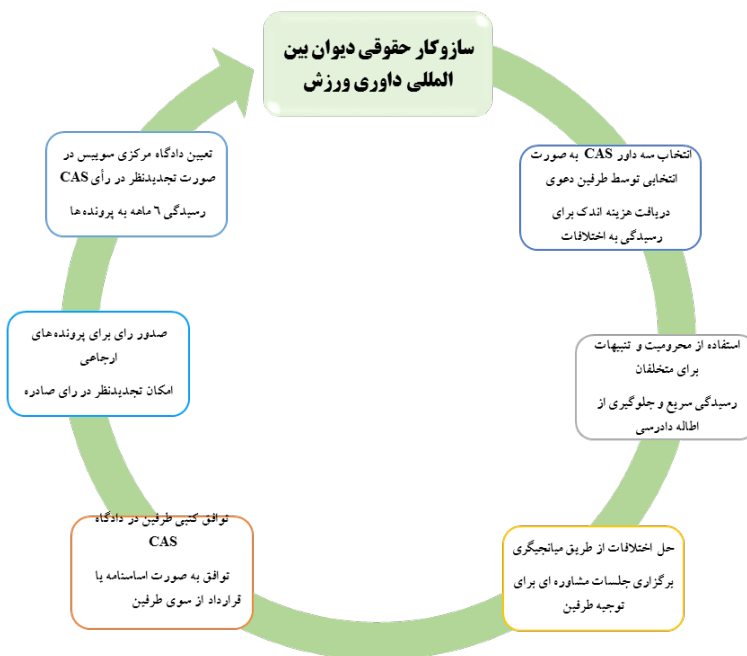 سازوکار حقوقی دیوان بین
المللی داوری ورزش
انتخاب سه داور CAS به صورت
انتخابی توسط طرفین دعوی
دریافت هزینه اندک برای
رسیدگی به اختلافات
استفاده از محرومیت و تنبیهات
برای متخلفان
رسیدگی سریع و جلوگیری از
اطاله دادرسی
حل اختلافات از طریق میانجیگری
برگزاری جلسات مشاوره ای برای
توجیه طرفین
توافق کتبی طرفین در دادگاه
CAS
توافق به صورت اساسنامه یا
قرارداد از سوی طرفین
صدور رای برای پرونده های
ارجاعی
امکان تجدیدنظر در رای صادره
تعیین دادگاه مرکزی سوییس در
صورت تجدیدنظر در رأی CAS
رسیدگی ٦ ماهه به پرونده ها